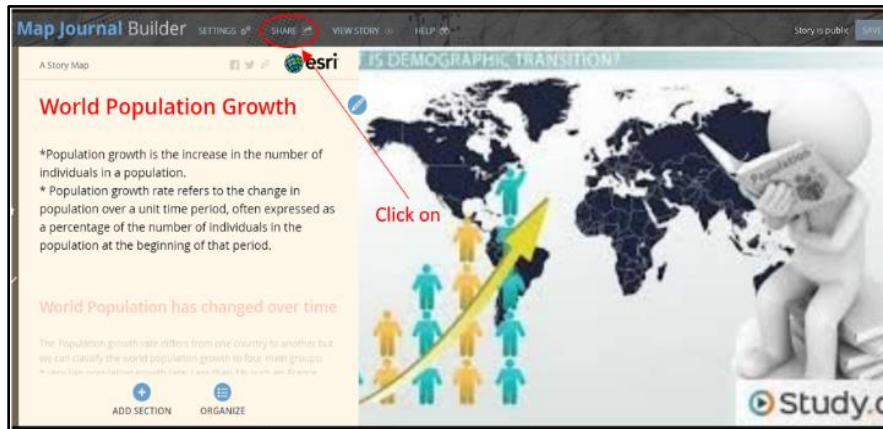 Map Journal Builder SETTINGS SHARE VIEW STORY HELP Story is public SAVE
A Story Map
esri
T IS DEMOGRAPHIC TRANSITION?
World Population Growth
*Population growth is the increase in the number of
individuals in a population.
* Population growth rate refers to the change in
population over a unit time period, often expressed as
a percentage of the number of individuals in the
population at the beginning of that period.
Click on
Population
World Population has changed over time
The Population growth rate differs from one country to another but
we can classify the world population growth to four main groups:
ADD SECTION ORGANIZE
Study.c